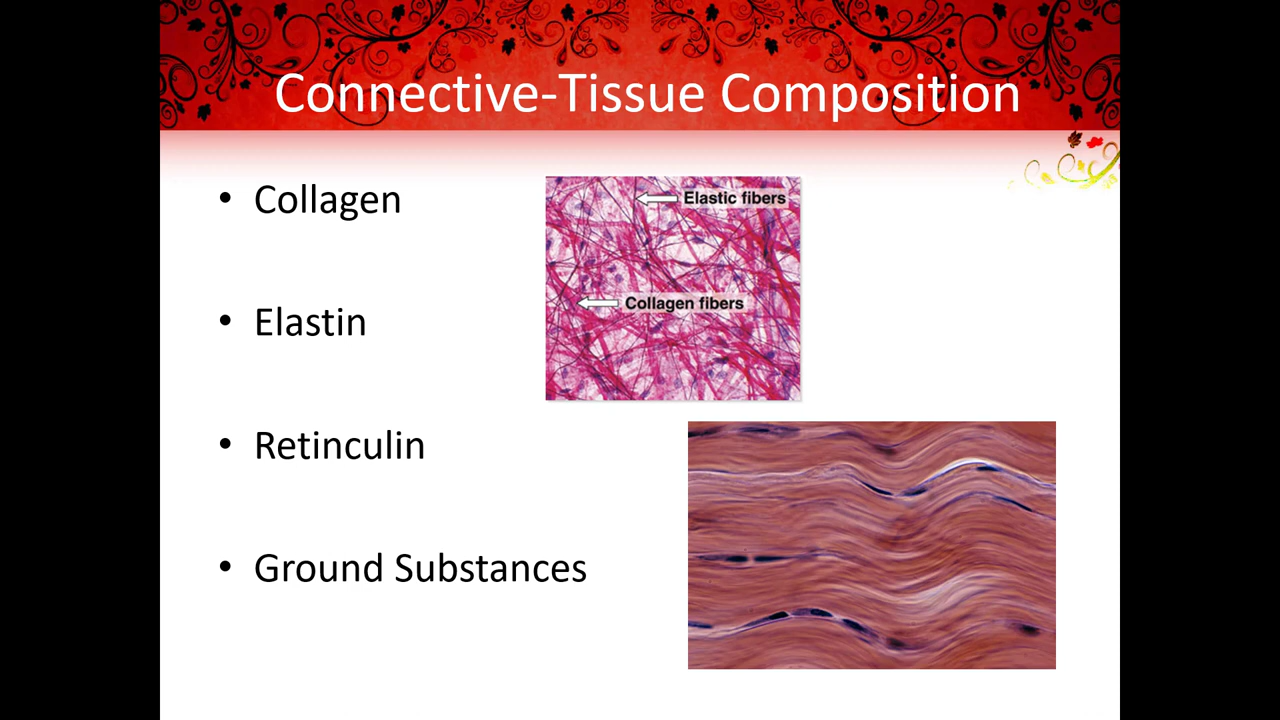 Connective-Tissue Composition
• Collagen
Elastic fibers
Collagen fibers
• Elastin
• Retinculin
• Ground Substances